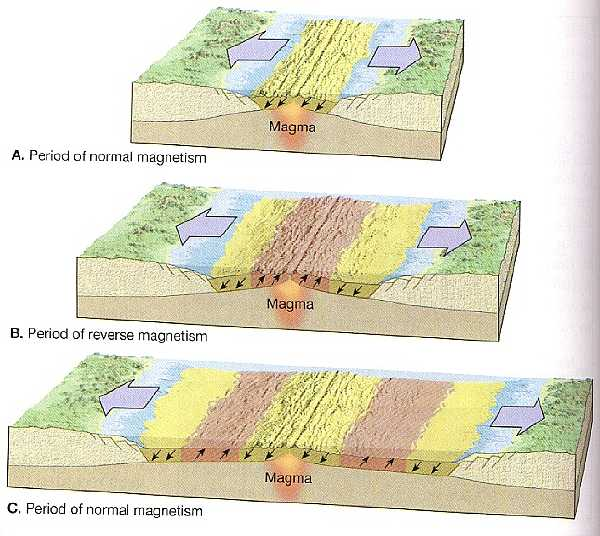 Magma
A. Period of normal magnetism
Magma
B. Period of reverse magnetism
Magma
C. Period of normal magnetism